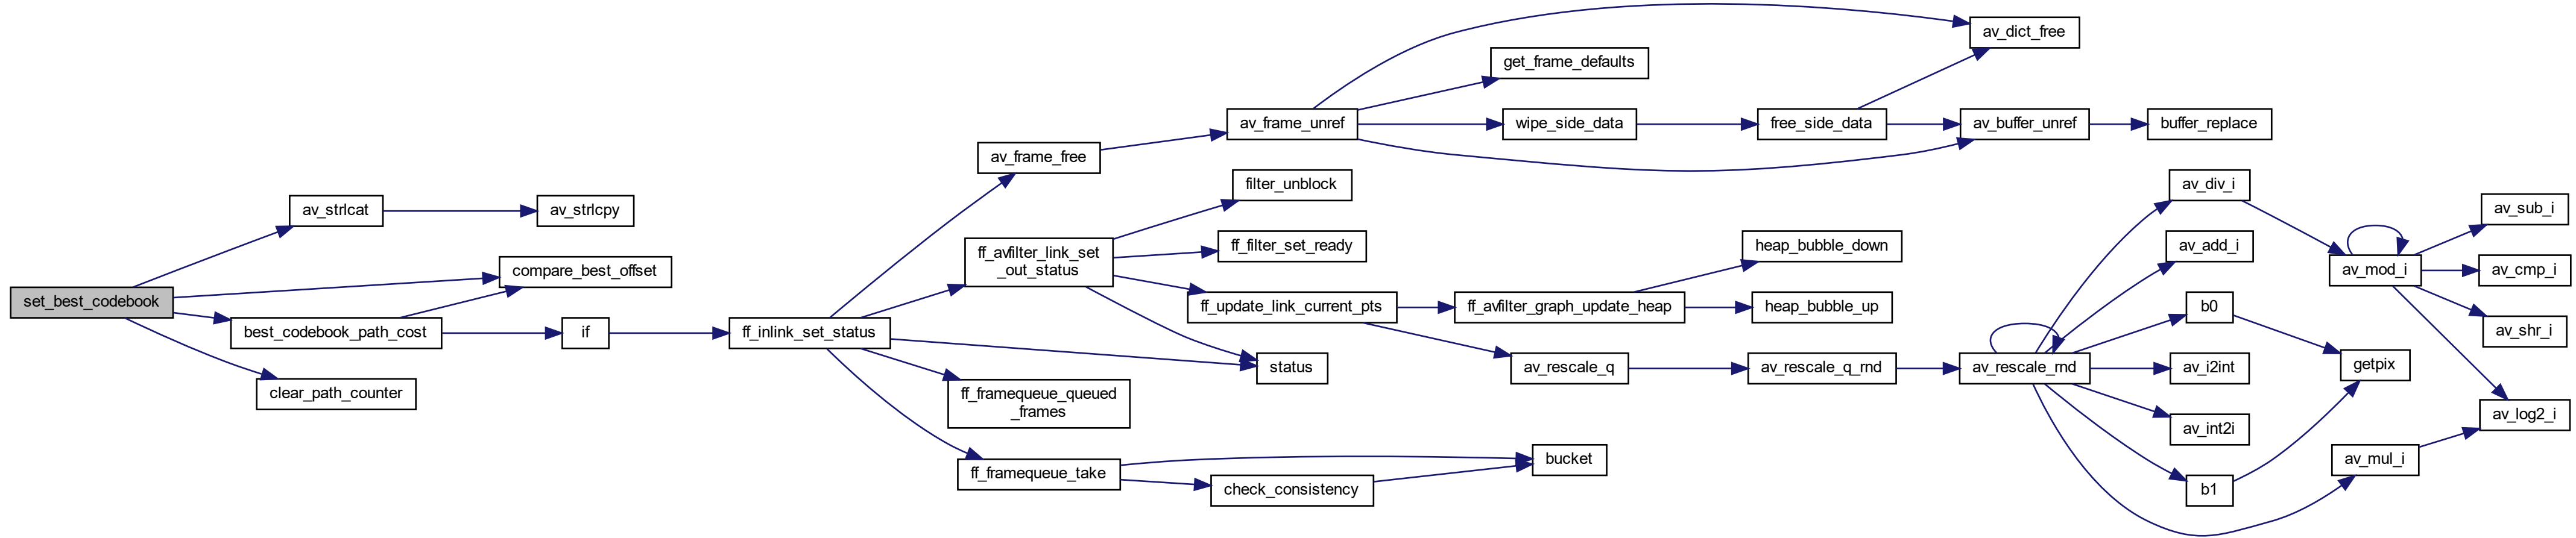 set_best_codebook
av_strlcat
av_strlcpy
compare_best_offset
best_codebook_path_cost
clear_path_counter
if
ff_inlink_set_status
av_frame_free
ff_avfilter_link_set
_out_status
status
ff_framequeue_queued
_frames
ff_framequeue_take
av_frame_unref
filter_unblock
ff_filter_set_ready
ff_update_link_current_pts
check_consistency
bucket
get_frame_defaults
wipe_side_data
ff_avfilter_graph_update_heap
av_rescale_q
free_side_data
heap_bubble_down
heap_bubble_up
av_rescale_q_rnd
av_dict_free
av_buffer_unref
buffer_replace
av_rescale_rnd
av_div_i
av_add_i
b0
av_i2int
av_int2i
b1
av_mod_i
getpix
av_mul_i
av_sub_i
av_cmp_i
av_shr_i
av_log2_i